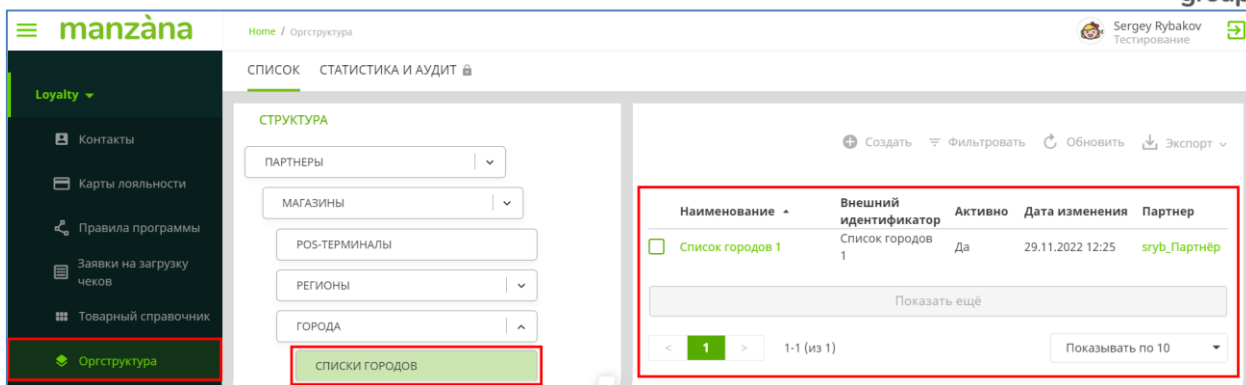 group
manzàna
Home / Оргструктура
Sergey Rybakov
Тестирование
СПИСОК СТАТИСТИКА И АУДИТ
Loyalty
Контакты
Карты лояльности
Правила программы
Заявки на загрузку
чеков
Товарный справочник
Оргструктура
СТРУКТУРА
ПАРТНЕРЫ
МАГАЗИНЫ
POS-ТЕРМИНАЛЫ
РЕГИОНЫ
ГОРОДА
СПИСКИ ГОРОДОВ
Создать Фильтровать Обновить Экспорт
Наименование Внешний идентификатор Активно Дата изменения Партнер
Список городов 1 Список городов 1 Да 29.11.2022 12:25 sryb_Партнёр
Показать ещё
< 1 > 1-1 (из 1) Показывать по 10